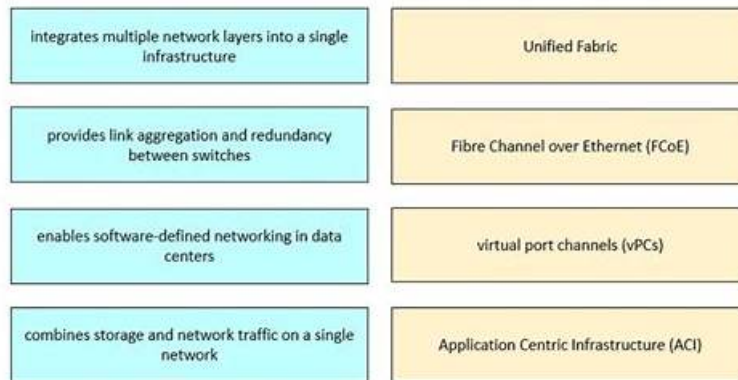 integrates multiple network layers into a single
infrastructure
Unified Fabric
provides link aggregation and redundancy
between switches
Fibre Channel over Ethernet (FCoE)
enables software-defined networking in data
centers
virtual port channels (vPCs)
combines storage and network traffic on a single
network
Application Centric Infrastructure (ACI)